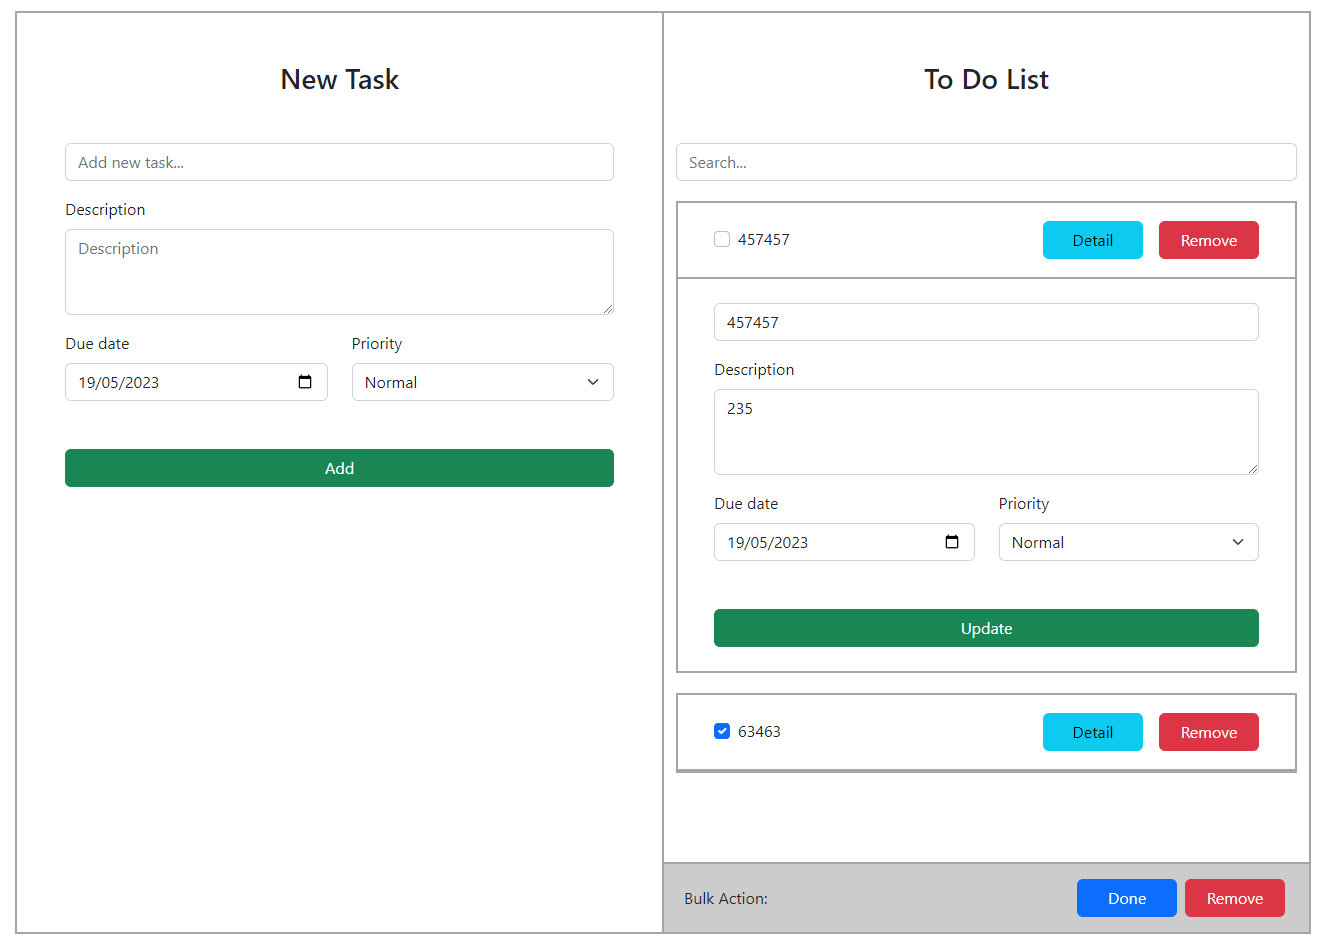 New Task
Add new task...
Description
Description
Due date Priority
19/05/2023 Normal
Add
To Do List
Search...
457457 Detail Remove
457457
Description
235
Due date Priority
19/05/2023 Normal
Update
63463 Detail Remove
Bulk Action: Done Remove